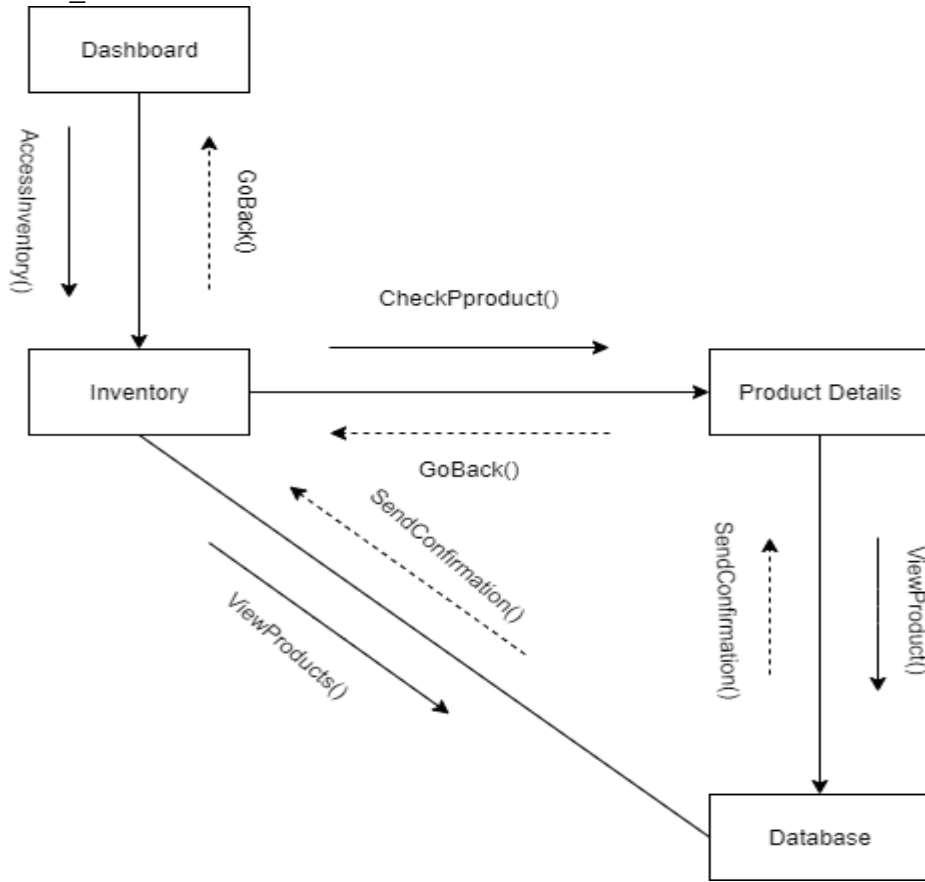 Dashboard
AccessInventory()
GoBack()
CheckPproduct()
Inventory
Product Details
GoBack()
SendConfirmation()
ViewProducts()
SendConfirmation()
ViewProduct()
Database